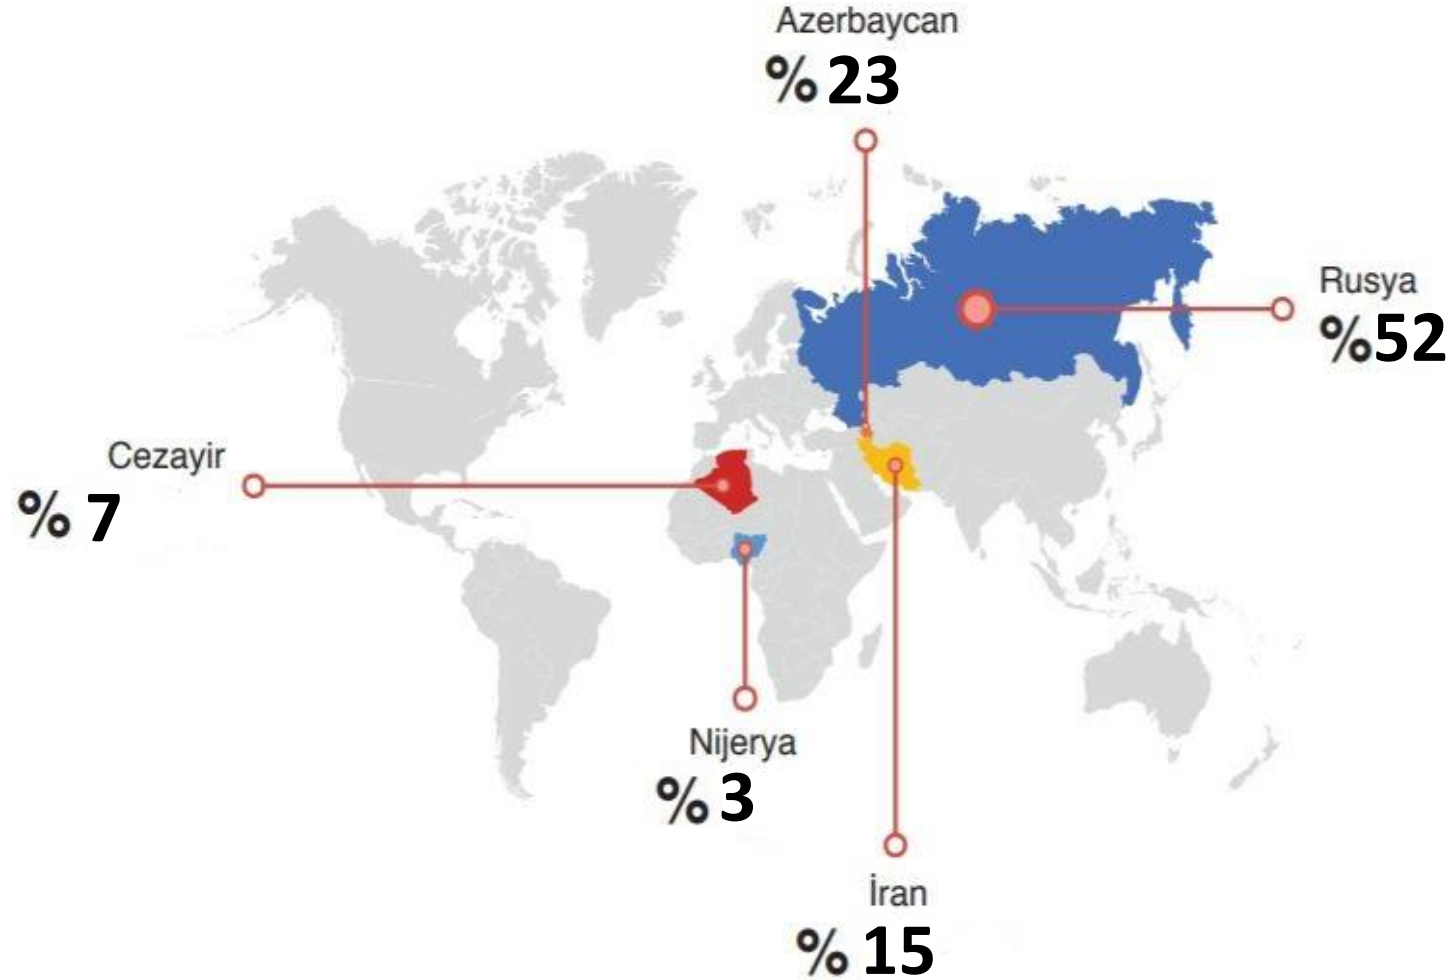 Azerbaycan
% 23
Rusya
%52
Cezayir
% 7
Nijerya
% 3
İran
% 15